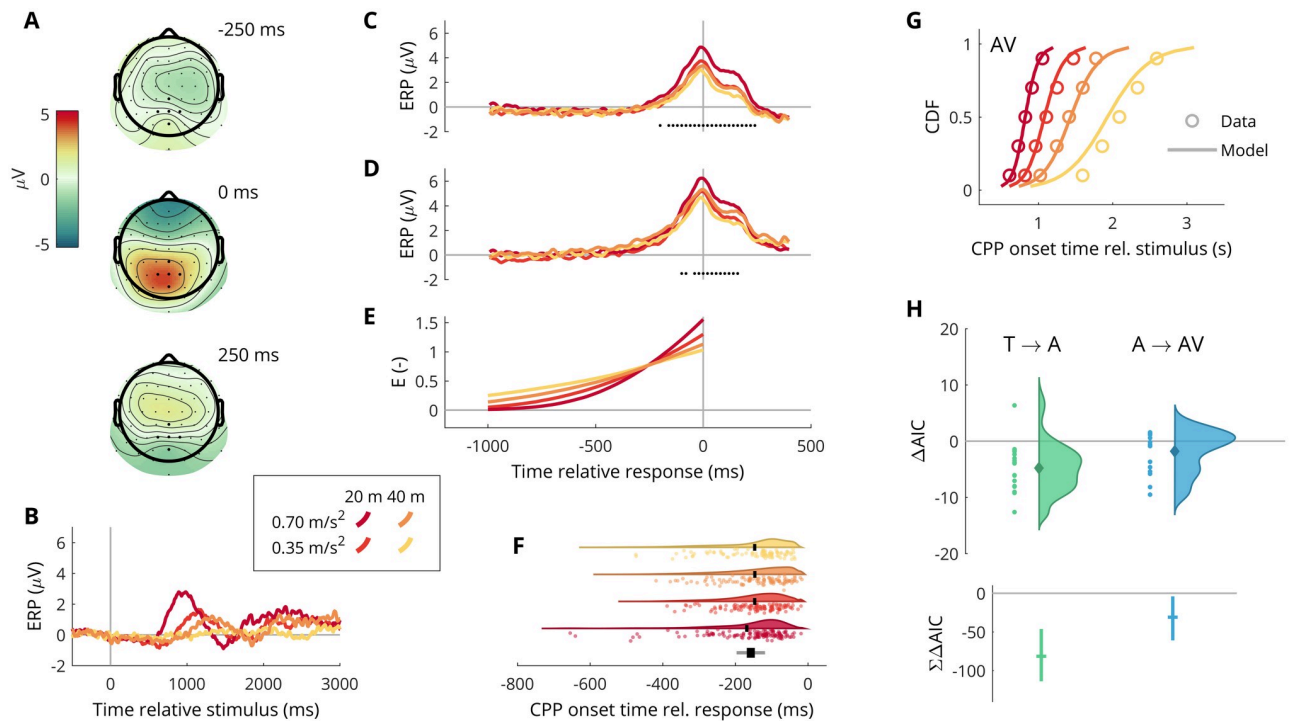 A
-250 ms
5
0
-5
μV
0 ms
250 ms
B
6
4
2
0
-2
ERP (μV)
0
1000
2000
3000
Time relative stimulus (ms)
20 m 40 m
0.70 m/s²
0.35 m/s²
C
6
4
2
0
-2
ERP (μV)
D
6
4
2
0
-2
ERP (μV)
E
1.5
1
0.5
0
E (-)
-1000
-500
0
500
Time relative response (ms)
F
-800
-600
-400
-200
0
CPP onset time rel. response (ms)
G
AV
1
0.5
0
CDF
1
2
3
CPP onset time rel. stimulus (s)
Data
Model
H
T → A
A → AV
20
10
0
-10
-20
ΔAIC
0
-50
-100
ΣΔAIC